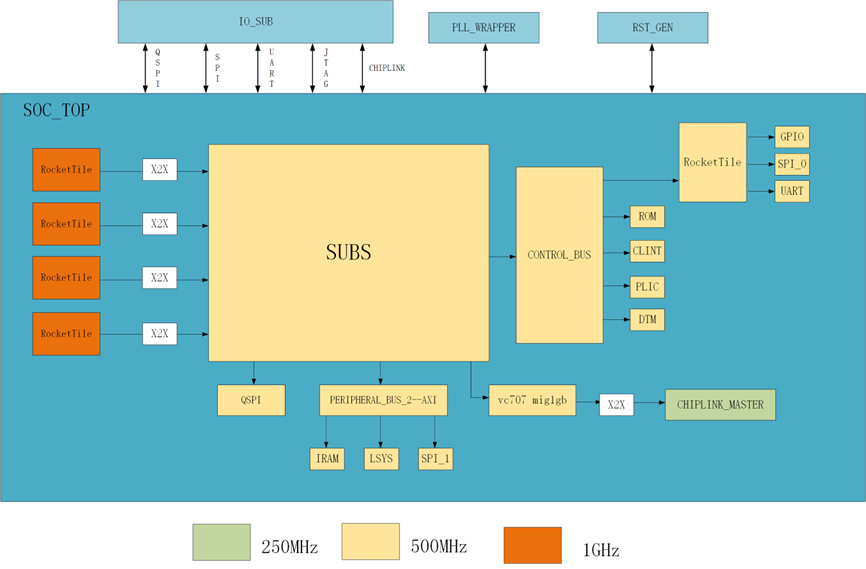 IO_SUB
PLL_WRAPPER
RST_GEN
QSPI
SPI
UART
JTAG
CHIPLINK
SOC_TOP
RocketTile
X2X
RocketTile
X2X
RocketTile
X2X
RocketTile
X2X
SUBS
CONTROL_BUS
RocketTile
GPIO
SPI_0
UART
ROM
CLINT
PLIC
DTM
QSPI
PERIPHERAL_BUS_2--AXI
vc707 mig1gb
X2X
CHIPLINK_MASTER
IRAM
LSYS
SPI_1
250MHz
500MHz
1GHz